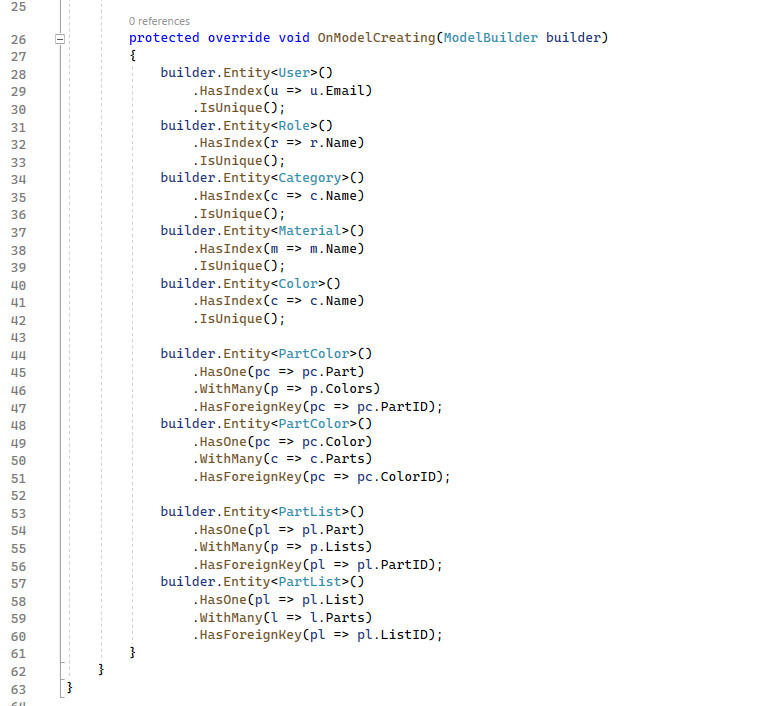 25
0 references
26 protected override void OnModelCreating(ModelBuilder builder)
27 {
28 builder.Entity<User>()
29 .HasIndex(u => u.Email)
30 .IsUnique();
31 builder.Entity<Role>()
32 .HasIndex(r => r.Name)
33 .IsUnique();
34 builder.Entity<Category>()
35 .HasIndex(c => c.Name)
36 .IsUnique();
37 builder.Entity<Material>()
38 .HasIndex(m => m.Name)
39 .IsUnique();
40 builder.Entity<Color>()
41 .HasIndex(c => c.Name)
42 .IsUnique();
43
44 builder.Entity<PartColor>()
45 .HasOne(pc => pc.Part)
46 .WithMany(p => p.Colors)
47 .HasForeignKey(pc => pc.PartID);
48 builder.Entity<PartColor>()
49 .HasOne(pc => pc.Color)
50 .WithMany(c => c.Parts)
51 .HasForeignKey(pc => pc.ColorID);
52
53 builder.Entity<PartList>()
54 .HasOne(pl => pl.Part)
55 .WithMany(p => p.Lists)
56 .HasForeignKey(pl => pl.PartID);
57 builder.Entity<PartList>()
58 .HasOne(pl => pl.List)
59 .WithMany(l => l.Parts)
60 .HasForeignKey(pl => pl.ListID);
61 }
62 }
63 }